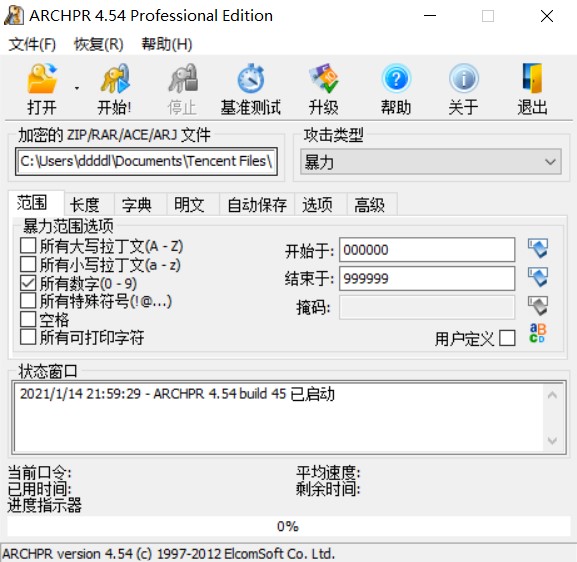 ARCHPR 4.54 Professional Edition
文件(F) 恢复(R) 帮助(H)
打开 开始! 停止 基准测试 升级 帮助 关于 退出
加密的 ZIP/RAR/ACE/ARJ 文件 攻击类型
C:\Users\ddddl\Documents\Tencent Files\ 暴力
范围 长度 字典 明文 自动保存 选项 高级
暴力范围选项
所有大写拉丁文(A - Z)
开始于: 000000
所有小写拉丁文(a - z)
所有数字(0 - 9)
结束于: 999999
所有特殊符号(!@...)
掩码:
空格
所有可打印字符
用户定义
状态窗口
2021/1/14 21:59:29 - ARCHPR 4.54 build 45 已启动
当前口令: 平均速度:
已用时间: 剩余时间:
进度指示器
0%
ARCHPR version 4.54 (c) 1997-2012 ElcomSoft Co. Ltd.